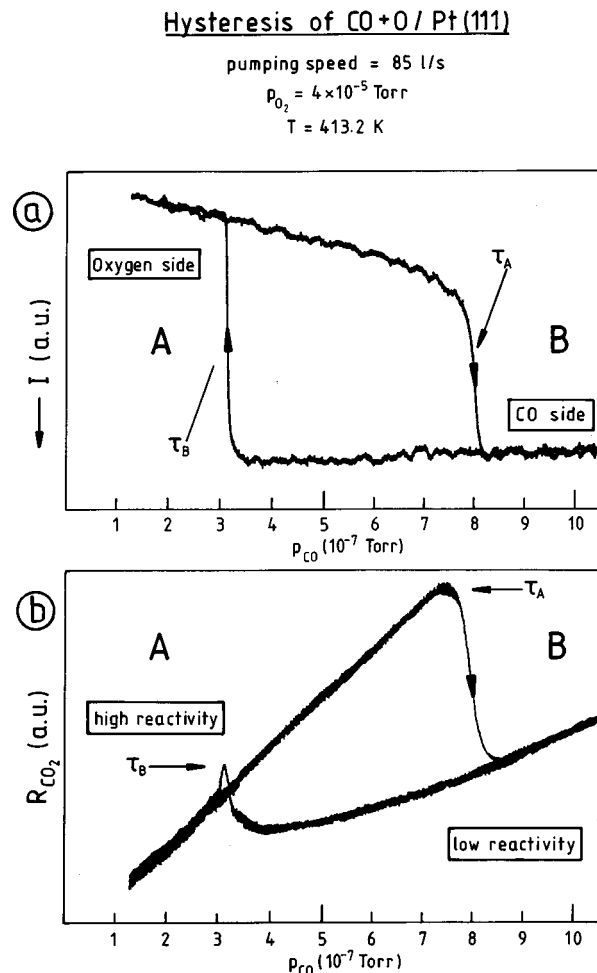 Hysteresis of CO+O / Pt(111)
pumping speed = 85 l/s
p_O₂ = 4×10⁻⁵ Torr
T = 413.2 K
a
Oxygen side
A
τ_A
B
τ_B
CO side
← I (a.u.)
1 2 3 4 5 6 7 8 9 10
p_CO (10⁻⁷ Torr)
b
A
τ_A
B
high reactivity
τ_B
low reactivity
R_CO₂ (a.u.)
1 2 3 4 5 6 7 8 9 10
p_CO (10⁻⁷ Torr)